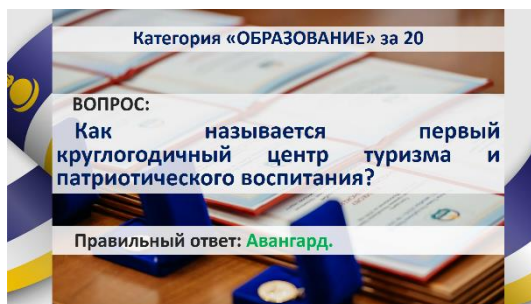 Категория «ОБРАЗОВАНИЕ» за 20
ВОПРОС:
Как называется первый
круглогодичный центр туризма и
патриотического воспитания?
Правильный ответ: Авангард.